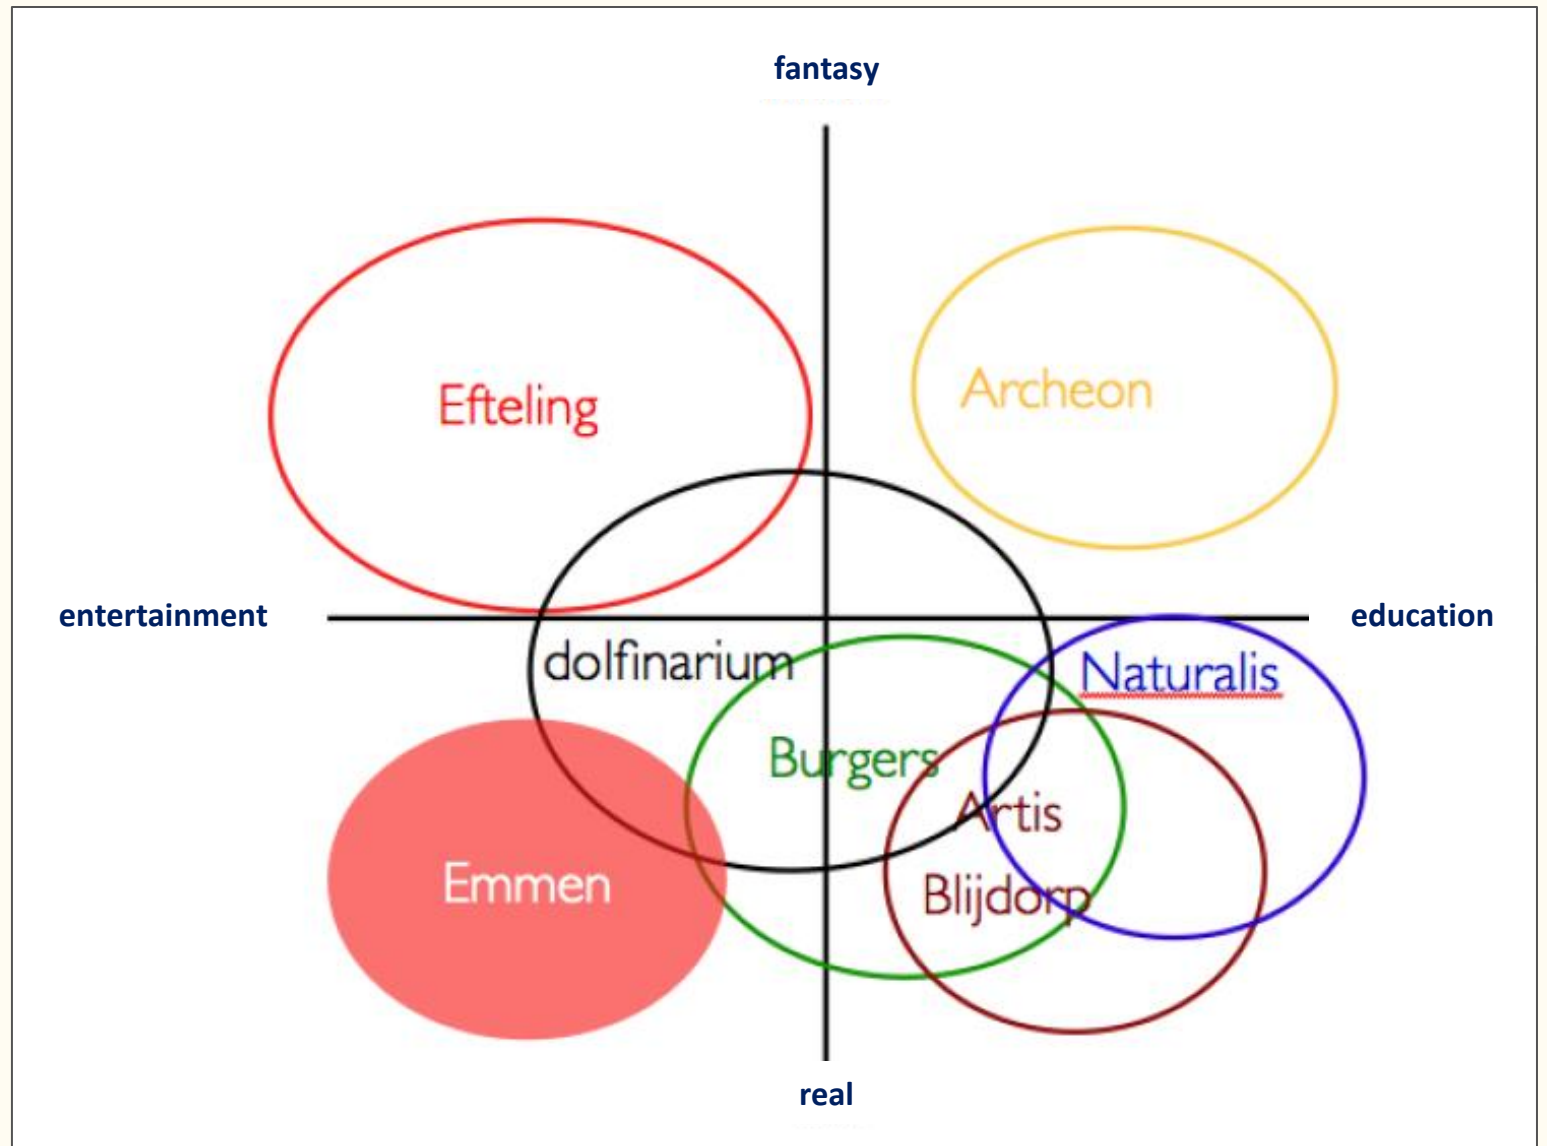 fantasy
Efteling
Archeon
entertainment
education
dolfinarium
Naturalis
Burgers
Artis
Emmen
Blijdorp
real